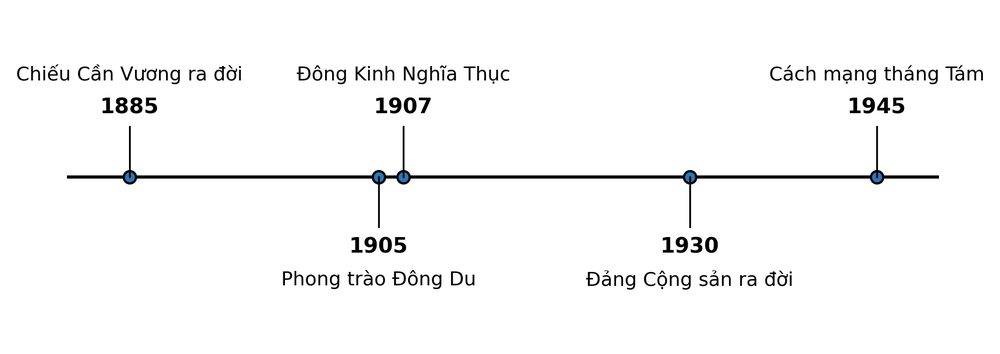 Chiếu Cần Vương ra đời
1885
Đông Kinh Nghĩa Thục
1907
Cách mạng tháng Tám
1945
1905
Phong trào Đông Du
1930
Đảng Cộng sản ra đời